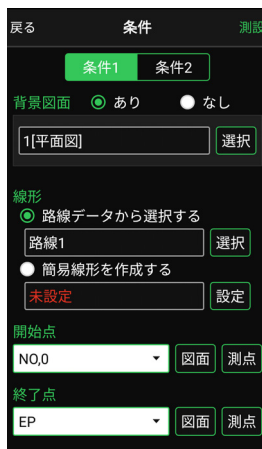 戻る 条件 測設
条件1 条件2
背景図面 あり なし
1[平面図] 選択
線形
路線データから選択する
路線1 選択
簡易線形を作成する
未設定 設定
開始点
NO,0 図面 測点
終了点
EP 図面 測点